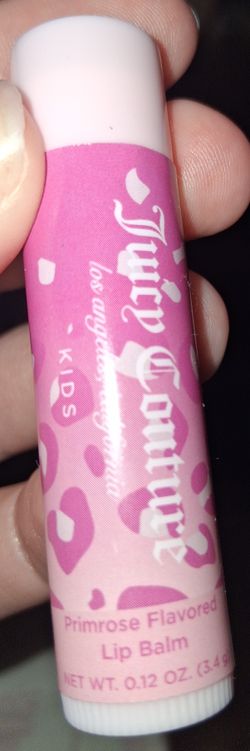 Juicy Couture
los angeles california
KIDS
Primrose Flavored
Lip Balm
NET WT. 0.12 OZ. (3.4 g